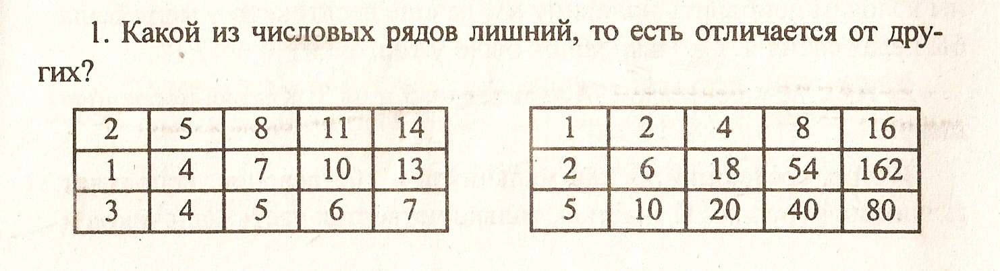 1. Какой из числовых рядов лишний, то есть отличается от дру-
гих?
2 5 8 11 14
1 4 7 10 13
3 4 5 6 7
1 2 4 8 16
2 6 18 54 162
5 10 20 40 80